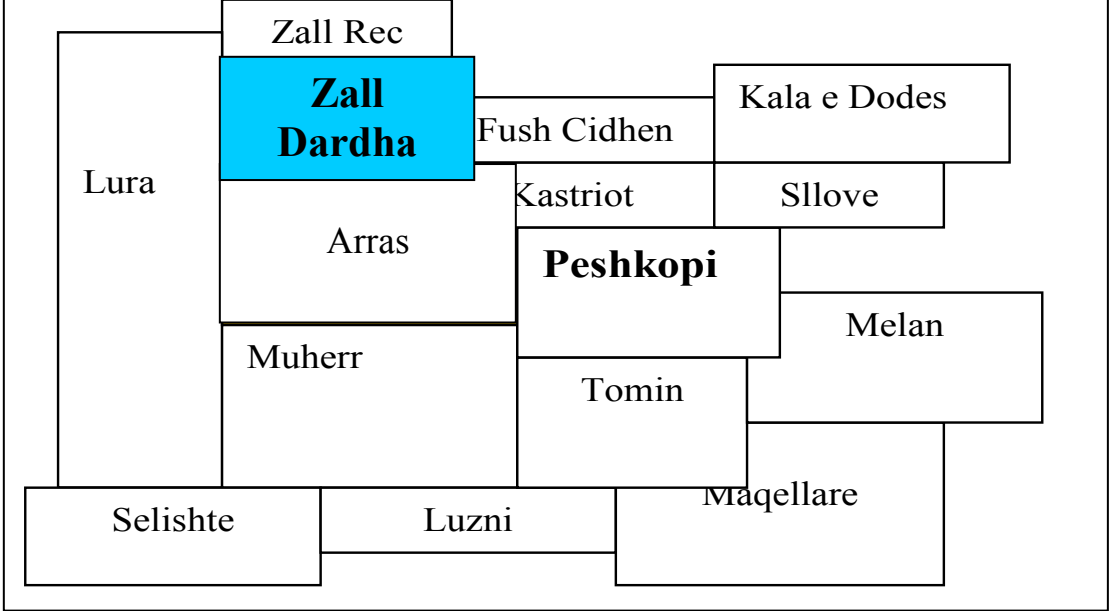 Zall Rec
Zall
Dardha
Kala e Dodes
Fush Cidhen
Lura
Kastriot
Sllove
Arras
Peshkopi
Melan
Muherr
Tomin
Maqellare
Selishte
Luzni